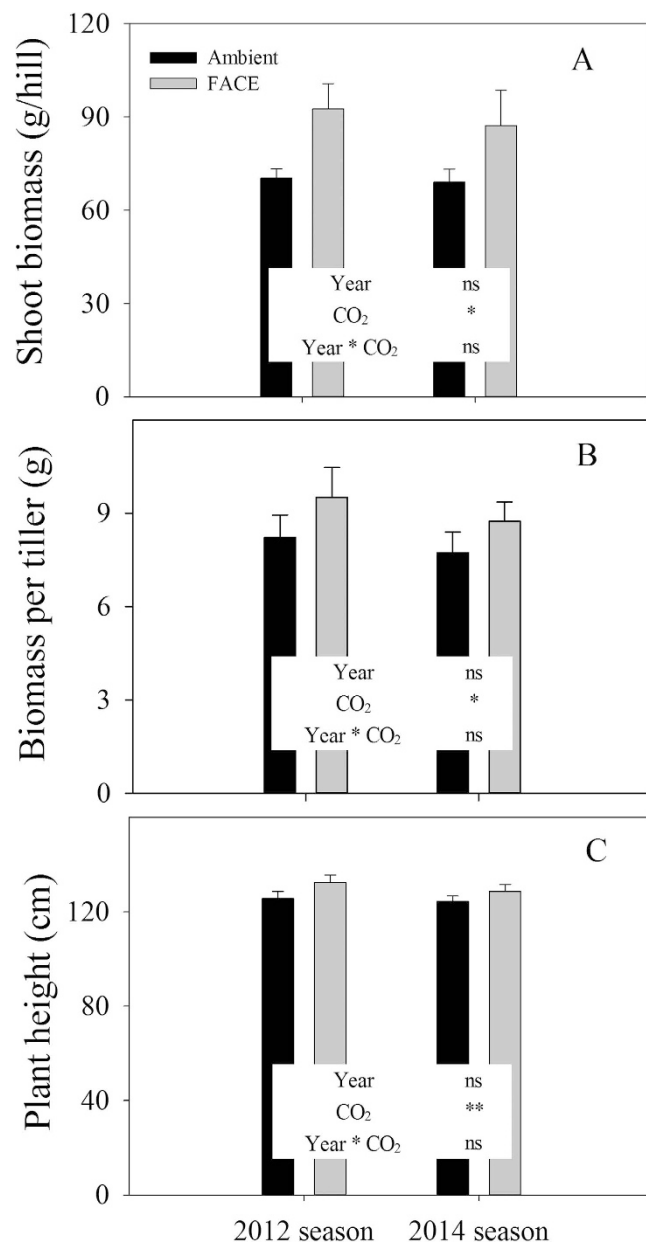 Shoot biomass (g/hill)
120
90
60
30
0
Ambient
FACE
A
Year ns
CO₂ *
Year * CO₂ ns
Biomass per tiller (g)
9
6
3
0
B
Year ns
CO₂ *
Year * CO₂ ns
Plant height (cm)
120
80
40
0
C
Year ns
CO₂ **
Year * CO₂ ns
2012 season 2014 season